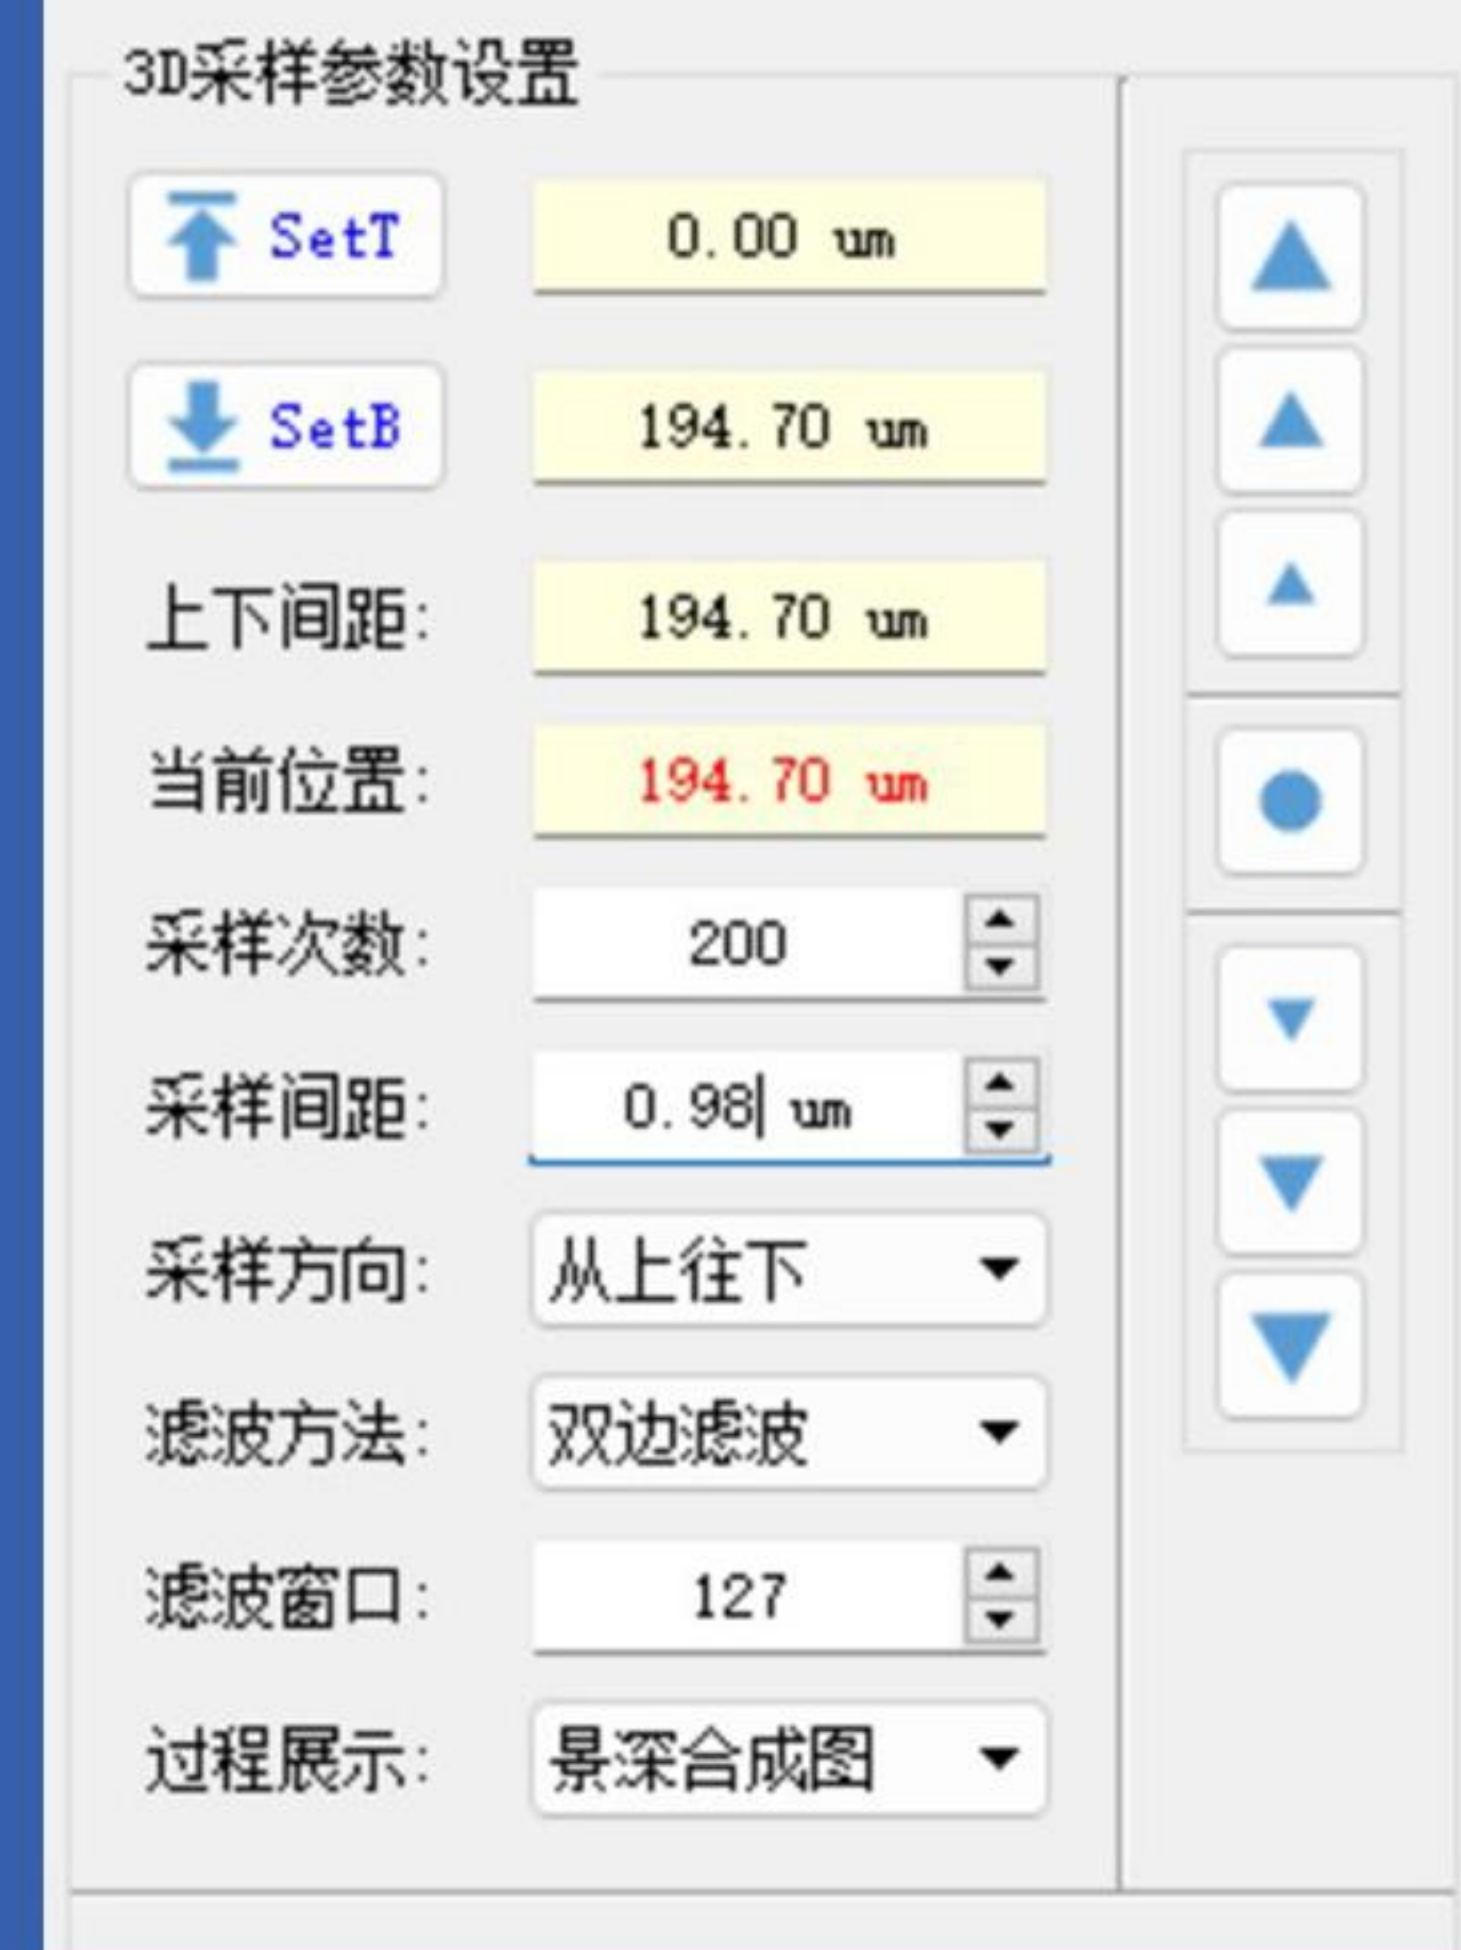 3D采样参数设置
SetT 0.00 um
SetB 194.70 um
上下间距: 194.70 um
当前位置: 194.70 um
采样次数: 200
采样间距: 0.98 um
采样方向: 从上往下
滤波方法: 双边滤波
滤波窗口: 127
过程展示: 景深合成图